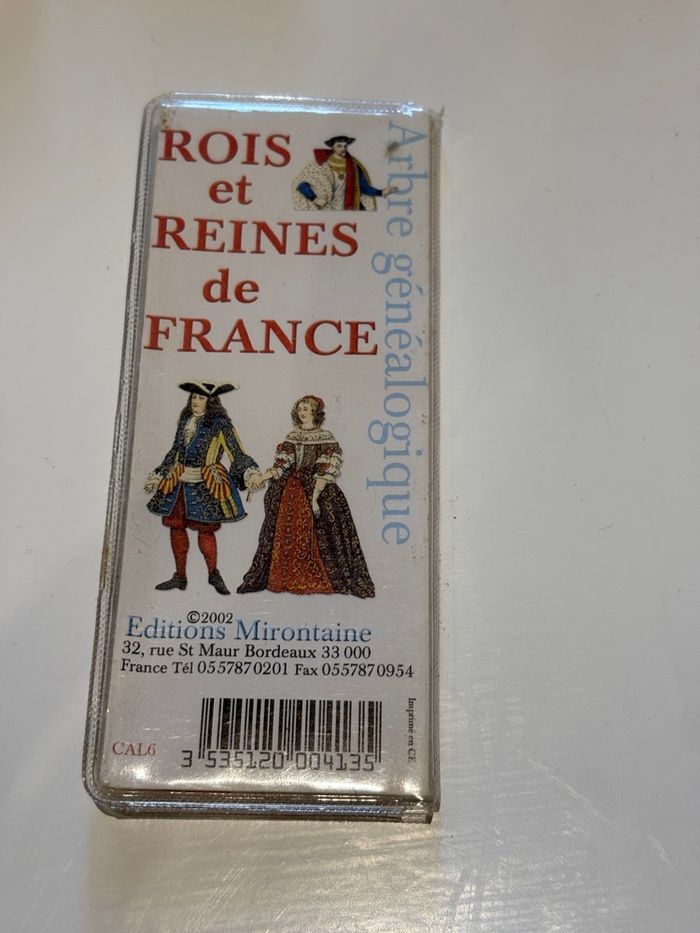 ROIS
et
REINES
de
FRANCE
Arbre généalogique
©2002
Editions Mirontaine
32, rue St Maur Bordeaux 33 000
France Tél 0557870201 Fax 0557870954
Imprimé en CE
CAL6
3 535120 004135